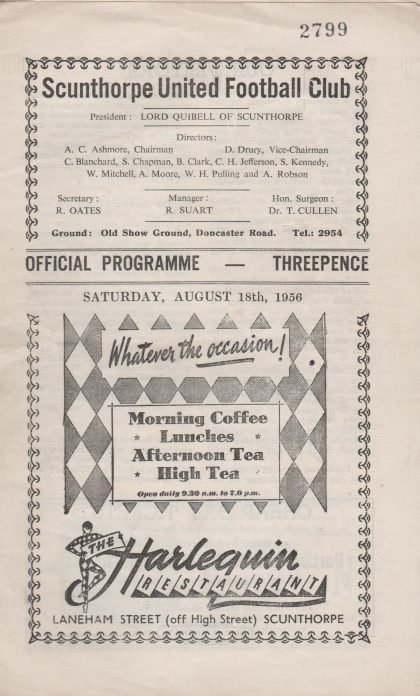 2799
Scunthorpe United Football Club
President: LORD QUIBELL OF SCUNTHORPE
Directors:
A. C. Ashmore, Chairman D. Drury, Vice-Chairman
C. Blanchard, S. Chapman, B. Clark, C. H. Jefferson, S. Kennedy,
W. Mitchell, A. Moore, W. H. Pulling and A. Robson
Secretary: Manager: Hon. Surgeon:
R. OATES R. SUART Dr. T. CULLEN
Ground: Old Show Ground, Doncaster Road. Tel.: 2954
OFFICIAL PROGRAMME — THREEPENCE
SATURDAY, AUGUST 18th, 1956
Whatever the occasion!
Morning Coffee
★ Lunches ★
Afternoon Tea
★ High Tea ★
Open daily 9.30 a.m. to 7.0 p.m.
THE Harlequin
RESTAURANT
LANEHAM STREET (off High Street) SCUNTHORPE